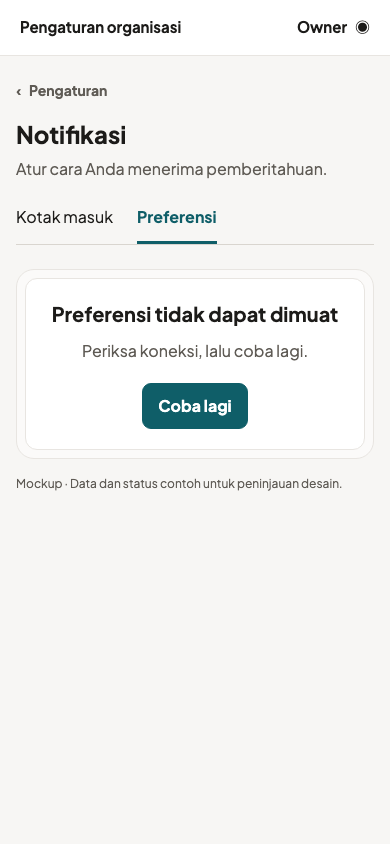 Pengaturan organisasi
Owner
‹ Pengaturan
Notifikasi
Atur cara Anda menerima pemberitahuan.
Kotak masuk
Preferensi
Preferensi tidak dapat dimuat
Periksa koneksi, lalu coba lagi.
Coba lagi
Mockup · Data dan status contoh untuk peninjauan desain.